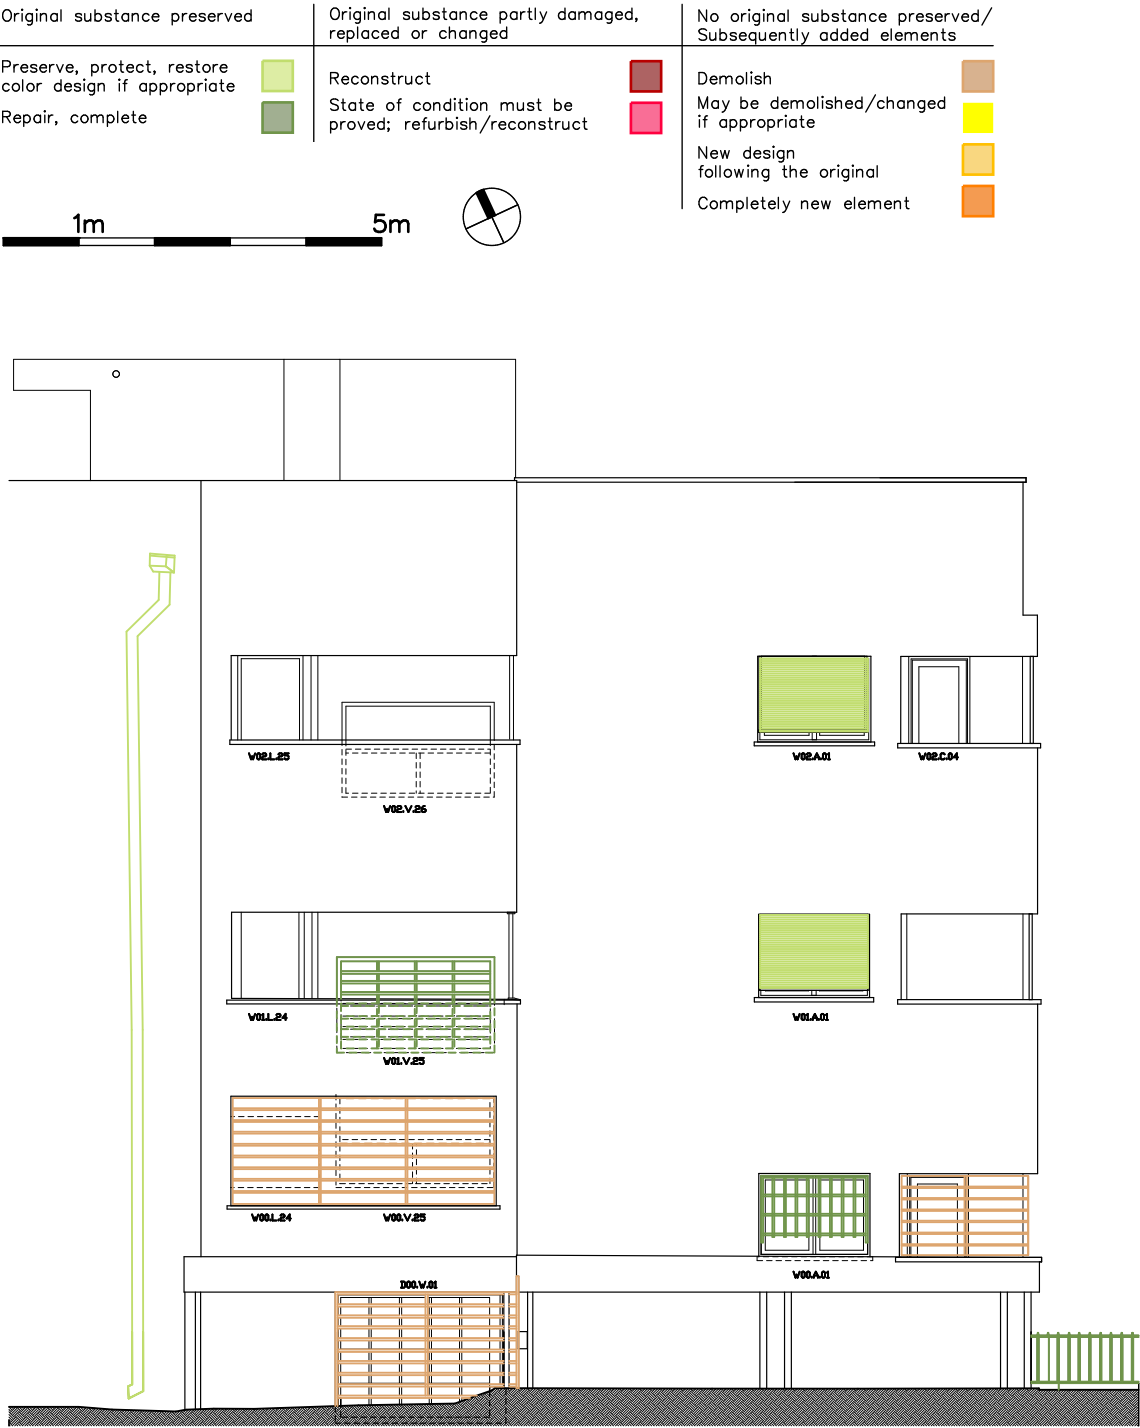 Original substance preserved
Preserve, protect, restore
color design if appropriate
Repair, complete
Original substance partly damaged,
replaced or changed
Reconstruct
State of condition must be
proved; refurbish/reconstruct
No original substance preserved/
Subsequently added elements
Demolish
May be demolished/changed
if appropriate
New design
following the original
Completely new element
1m
5m
W02.L.25
W02.V.26
W02.A.01
W02.C.04
W01.L.24
W01.V.25
W01.A.01
W00.L.24
W00.V.25
W00.A.01
D00.W.01